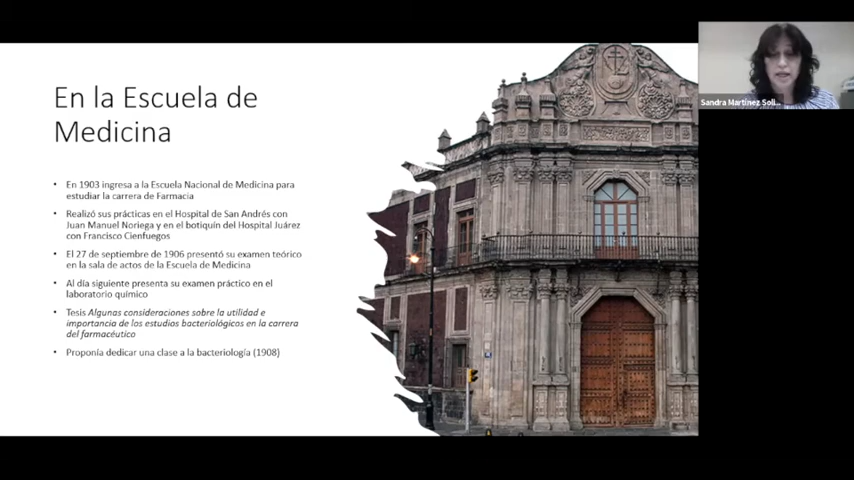 En la Escuela de
Medicina
• En 1903 ingresa a la Escuela Nacional de Medicina para
estudiar la carrera de Farmacia
• Realizó sus prácticas en el Hospital de San Andrés con
Juan Manuel Noriega y en el botiquín del Hospital Juárez
con Francisco Cienfuegos
• El 27 de septiembre de 1906 presentó su examen teórico
en la sala de actos de la Escuela de Medicina
• Al día siguiente presenta su examen práctico en el
laboratorio químico
• Tesis Algunas consideraciones sobre la utilidad e
importancia de los estudios bacteriológicos en la carrera
del farmacéutico
• Proponía dedicar una clase a la bacteriología (1908)
Sandra Martínez Solí...